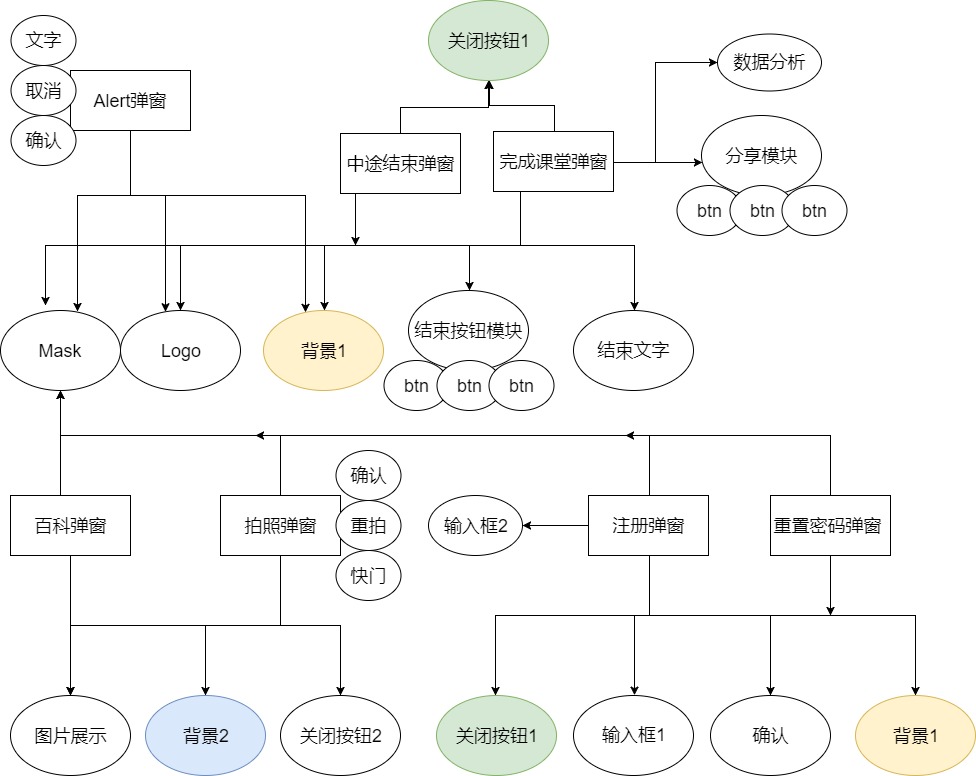 文字
关闭按钮1
数据分析
取消
Alert弹窗
确认
中途结束弹窗
完成课堂弹窗
分享模块
btn
btn
btn
Mask
Logo
背景1
结束按钮模块
结束文字
btn
btn
btn
确认
百科弹窗
拍照弹窗
重拍
输入框2
注册弹窗
重置密码弹窗
快门
图片展示
背景2
关闭按钮2
关闭按钮1
输入框1
确认
背景1